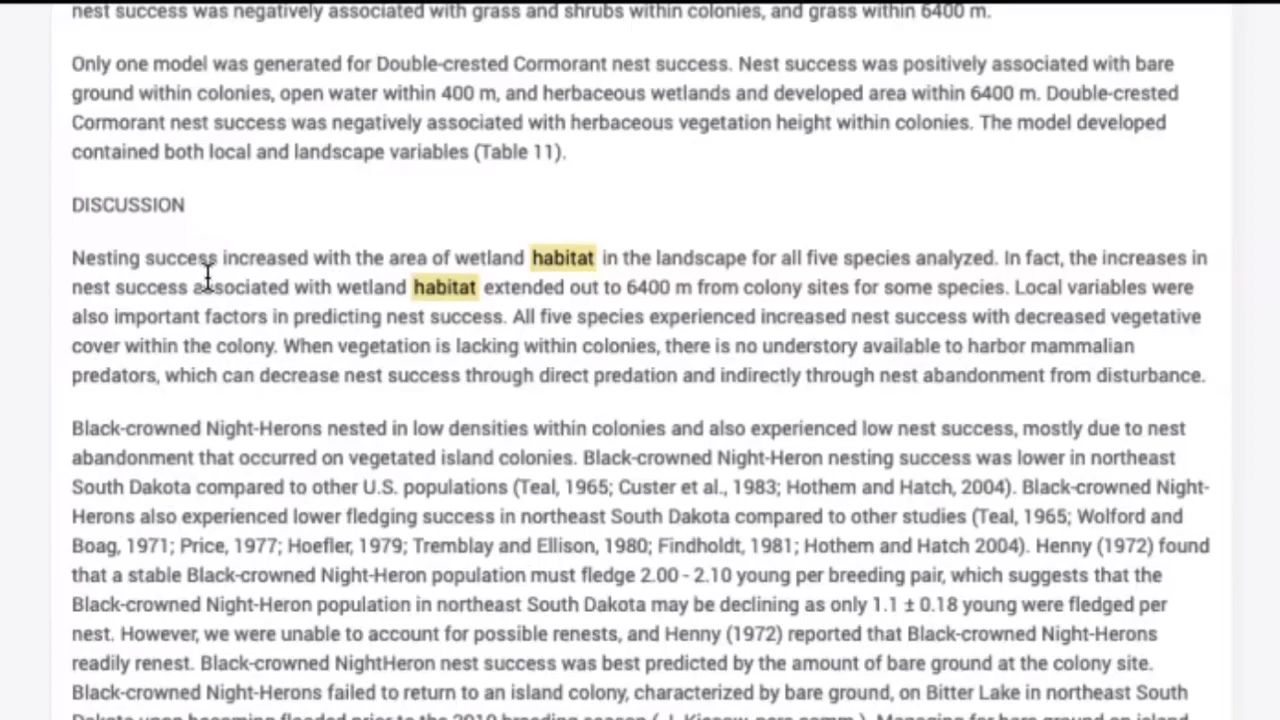 nest success was negatively associated with grass and shrubs within colonies, and grass within 6400 m.
Only one model was generated for Double-crested Cormorant nest success. Nest success was positively associated with bare
ground within colonies, open water within 400 m, and herbaceous wetlands and developed area within 6400 m. Double-crested
Cormorant nest success was negatively associated with herbaceous vegetation height within colonies. The model developed
contained both local and landscape variables (Table 11).
DISCUSSION
Nesting success increased with the area of wetland habitat in the landscape for all five species analyzed. In fact, the increases in
nest success associated with wetland habitat extended out to 6400 m from colony sites for some species. Local variables were
also important factors in predicting nest success. All five species experienced increased nest success with decreased vegetative
cover within the colony. When vegetation is lacking within colonies, there is no understory available to harbor mammalian
predators, which can decrease nest success through direct predation and indirectly through nest abandonment from disturbance.
Black-crowned Night-Herons nested in low densities within colonies and also experienced low nest success, mostly due to nest
abandonment that occurred on vegetated island colonies. Black-crowned Night-Heron nesting success was lower in northeast
South Dakota compared to other U.S. populations (Teal, 1965; Custer et al., 1983; Hothem and Hatch, 2004). Black-crowned Night-
Herons also experienced lower fledging success in northeast South Dakota compared to other studies (Teal, 1965; Wolford and
Boag, 1971; Price, 1977; Hoefler, 1979; Tremblay and Ellison, 1980; Findholdt, 1981; Hothem and Hatch 2004). Henny (1972) found
that a stable Black-crowned Night-Heron population must fledge 2.00 - 2.10 young per breeding pair, which suggests that the
Black-crowned Night-Heron population in northeast South Dakota may be declining as only 1.1 ± 0.18 young were fledged per
nest. However, we were unable to account for possible renests, and Henny (1972) reported that Black-crowned Night-Herons
readily renest. Black-crowned NightHeron nest success was best predicted by the amount of bare ground at the colony site.
Black-crowned Night-Herons failed to return to an island colony, characterized by bare ground, on Bitter Lake in northeast South
Dakota upon becoming flooded prior to the 2010 breeding season ( J. Kiesow, pers comm.). Managing for bare ground on island